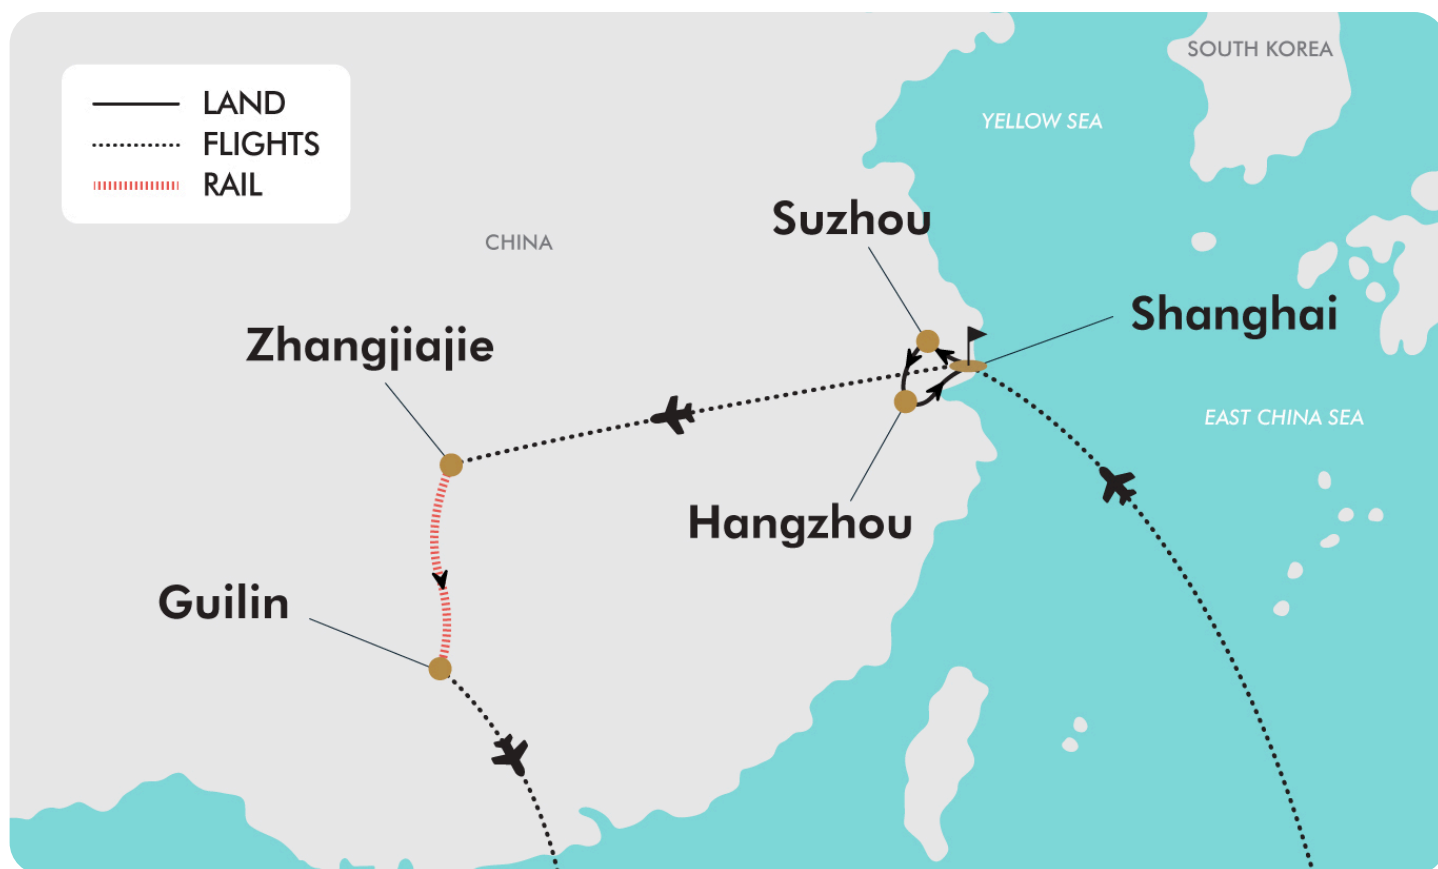 SOUTH KOREA
LAND
FLIGHTS
RAIL
YELLOW SEA
Suzhou
CHINA
Shanghai
Zhangjiajie
EAST CHINA SEA
Hangzhou
Guilin